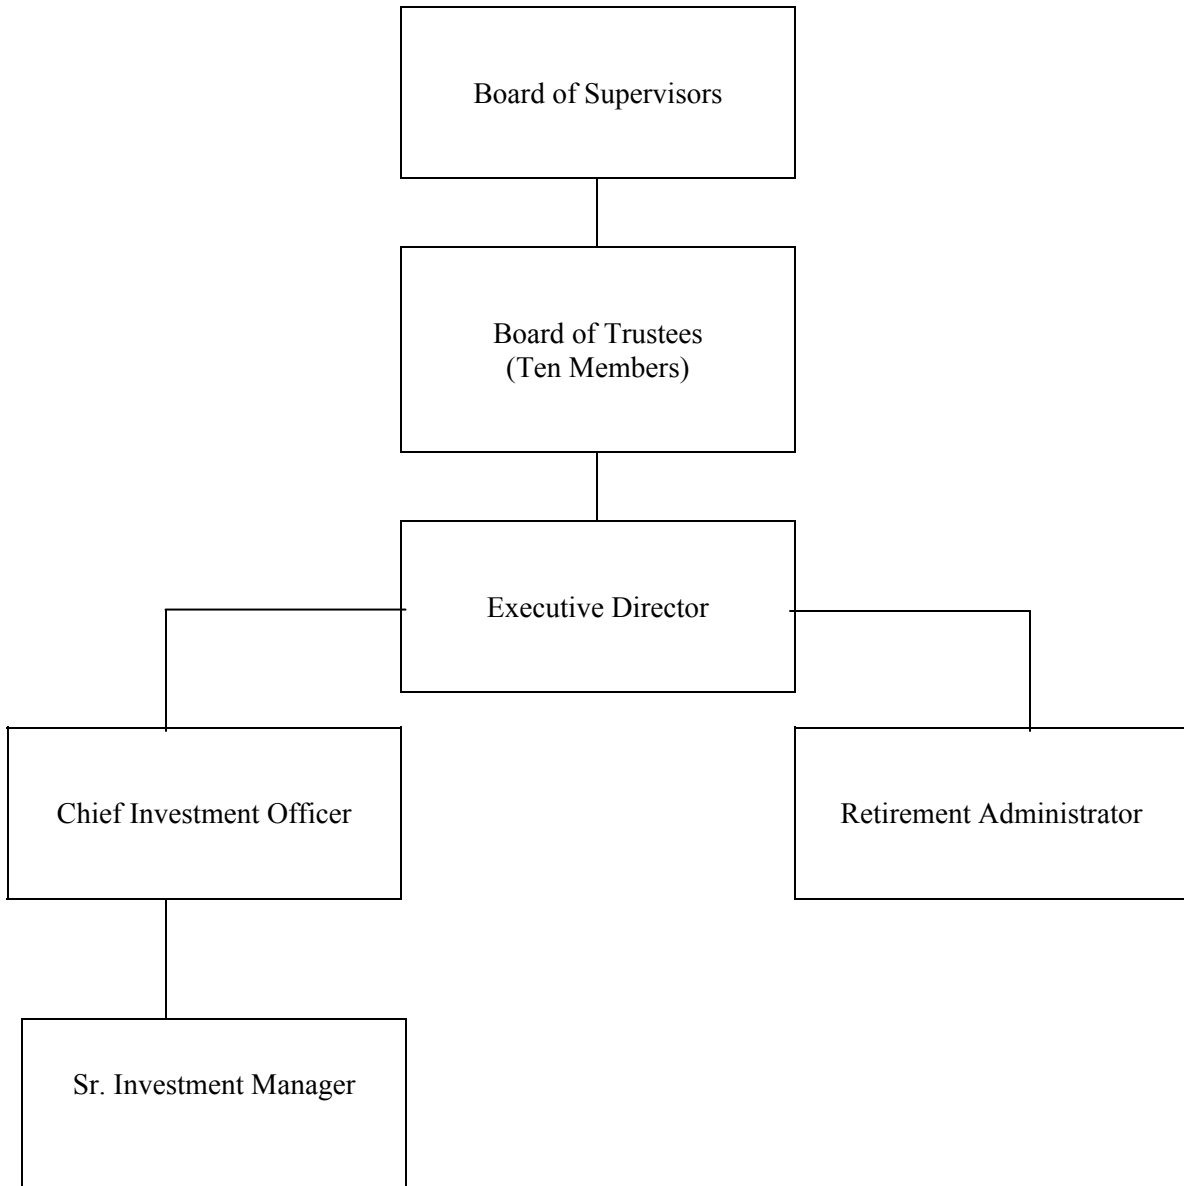 Board of Supervisors
Board of Trustees
(Ten Members)
Executive Director
Chief Investment Officer
Retirement Administrator
Sr. Investment Manager